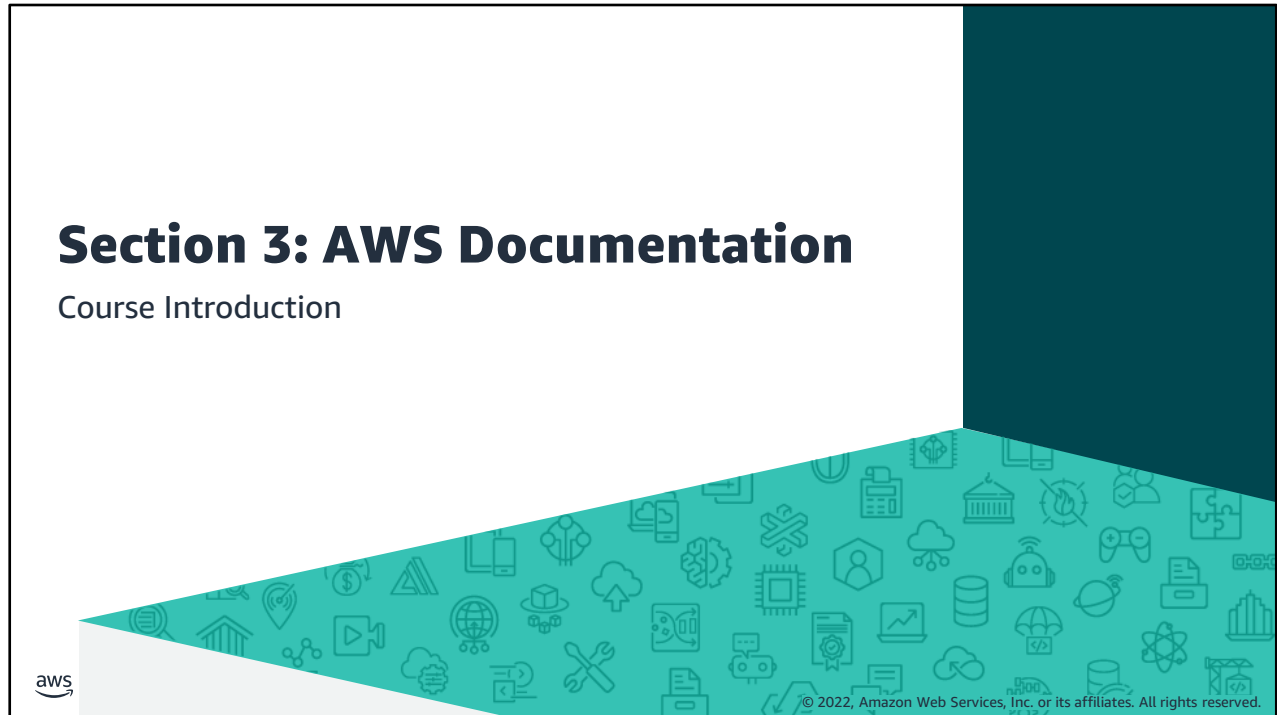 Section 3: AWS Documentation
Course Introduction
aws
© 2022, Amazon Web Services, Inc. or its affiliates. All rights reserved.